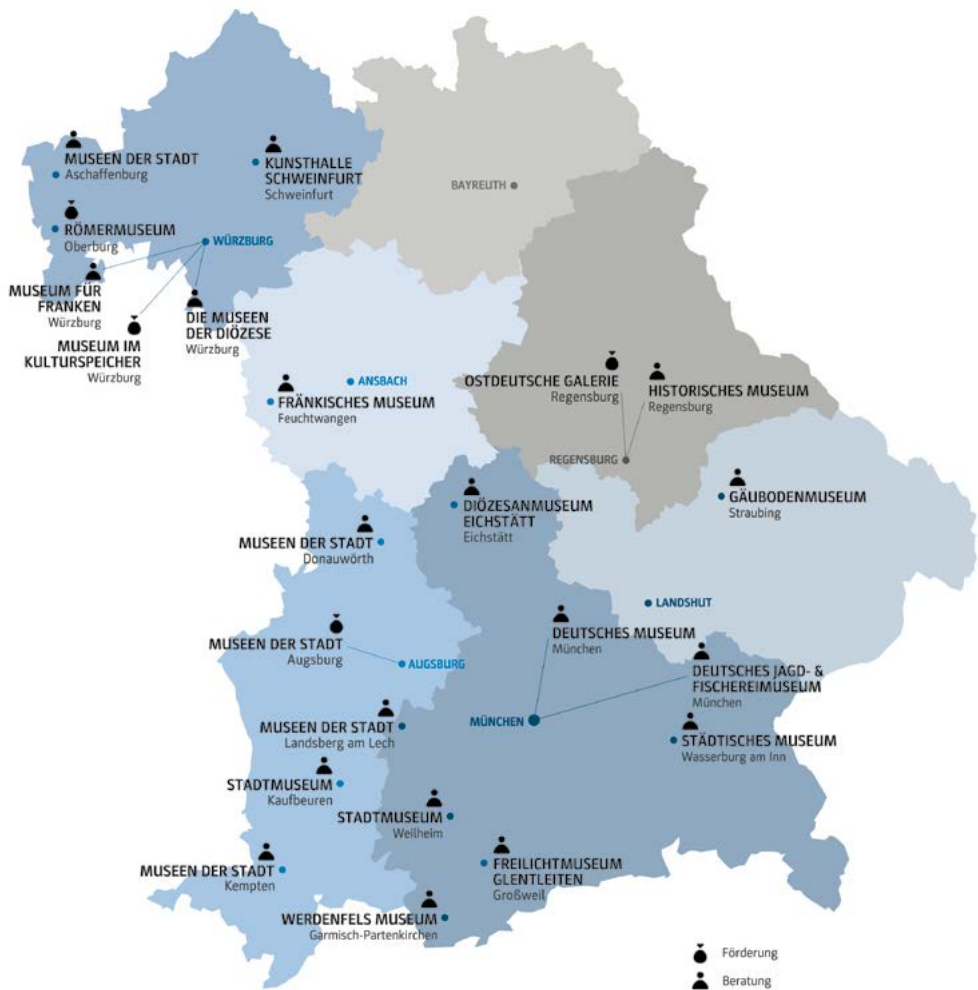 MUSEEN DER STADT
Aschaffenburg
KUNSTHALLE
SCHWEINFURT
Schweinfurt
BAYREUTH
RÖMERMUSEUM
Obernburg
WÜRZBURG
MUSEUM FÜR
FRANKEN
Würzburg
DIE MUSEEN
DER DIÖZESE
Würzburg
MUSEUM IM
KULTURSPEICHER
Würzburg
ANSBACH
FRÄNKISCHES MUSEUM
Feuchtwangen
OSTDEUTSCHE GALERIE
Regensburg
HISTORISCHES MUSEUM
Regensburg
REGENSBURG
DIÖZESANMUSEUM
EICHSTÄTT
Eichstätt
GÄUBODENMUSEUM
Straubing
MUSEEN DER STADT
Donauwörth
LANDSHUT
DEUTSCHES MUSEUM
München
MUSEEN DER STADT
Augsburg
AUGSBURG
DEUTSCHES JAGD- &
FISCHEREIMUSEUM
München
MÜNCHEN
MUSEEN DER STADT
Landsberg am Lech
STÄDTISCHES MUSEUM
Wasserburg am Inn
STADTMUSEUM
Kaufbeuren
STADTMUSEUM
Weilheim
MUSEEN DER STADT
Kempten
FREILICHTMUSEUM
GLENTLEITEN
Großweil
WERDENFELS MUSEUM
Garmisch-Partenkirchen
Förderung
Beratung